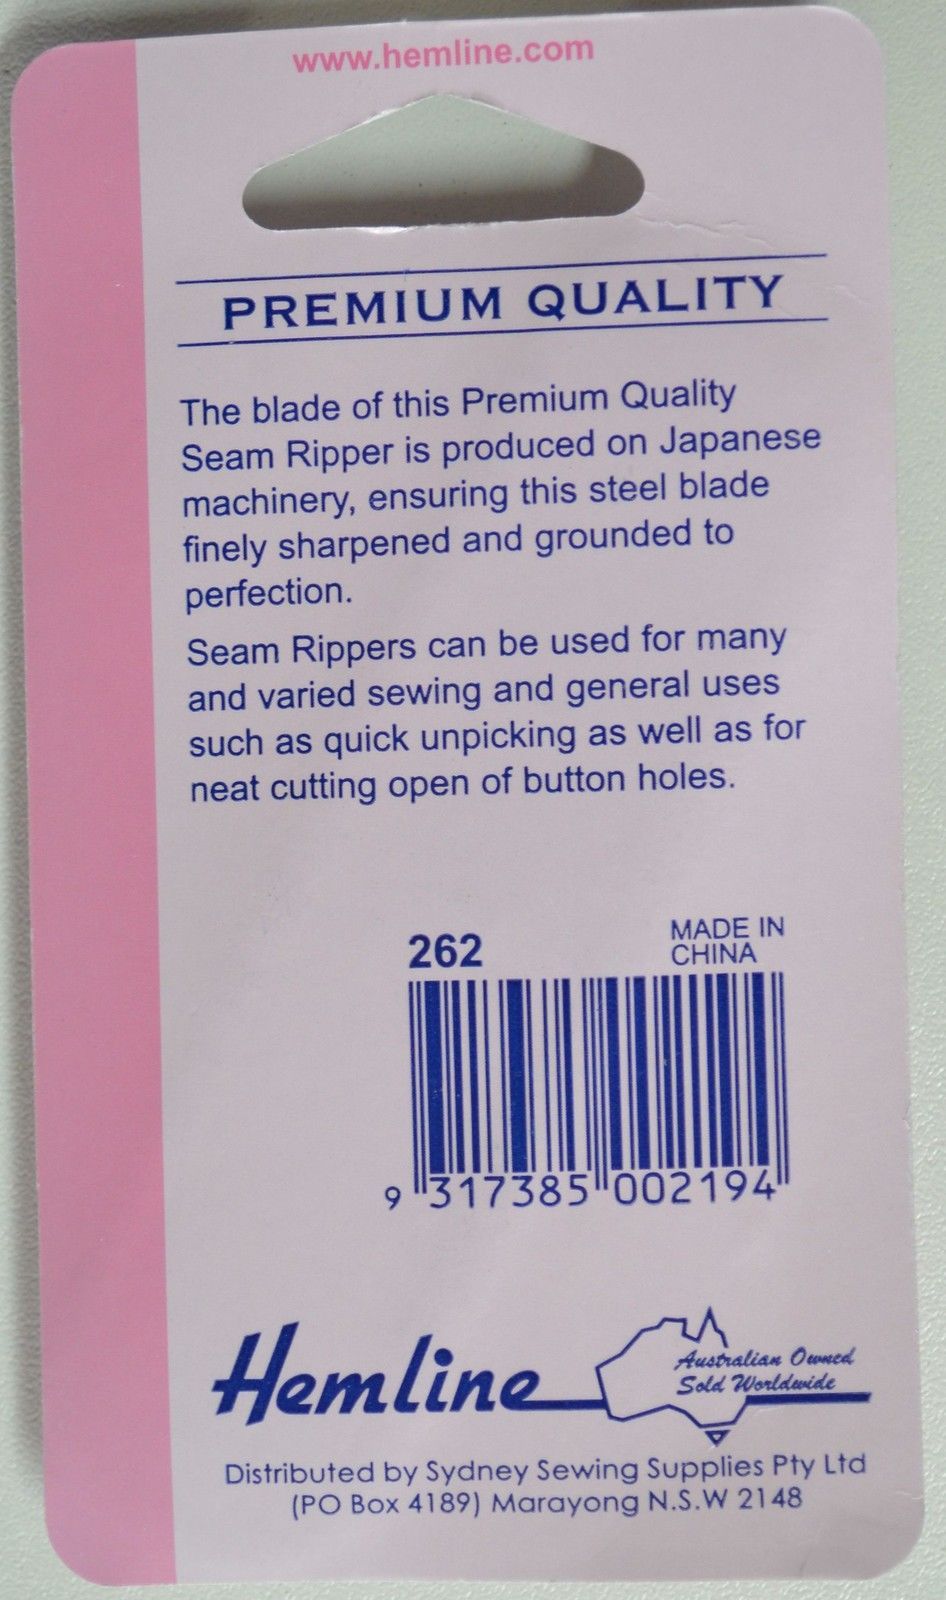 www.hemline.com
PREMIUM QUALITY
The blade of this Premium Quality
Seam Ripper is produced on Japanese
machinery, ensuring this steel blade
finely sharpened and grounded to
perfection.
Seam Rippers can be used for many
and varied sewing and general uses
such as quick unpicking as well as for
neat cutting open of button holes.
262
MADE IN
CHINA
9 317385 002194
Hemline
Australian Owned
Sold Worldwide
Distributed by Sydney Sewing Supplies Pty Ltd
(PO Box 4189) Marayong N.S.W 2148